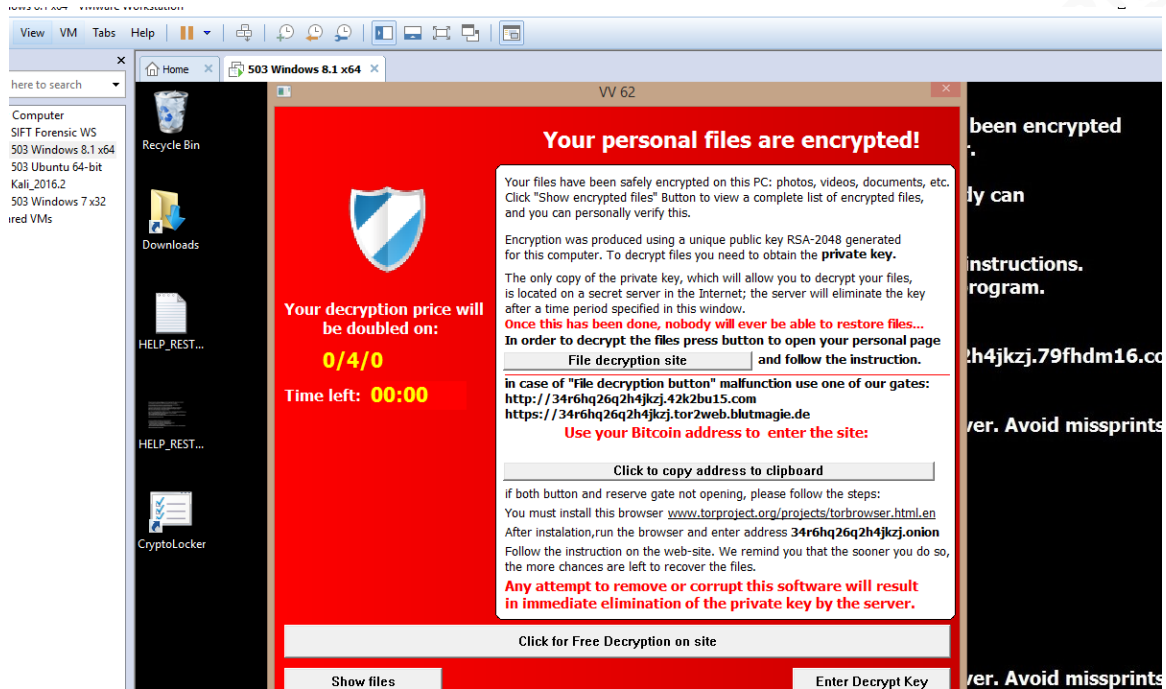 View VM Tabs Help
here to search
Computer
SIFT Forensic WS
503 Windows 8.1 x64
503 Ubuntu 64-bit
Kali_2016.2
503 Windows 7 x32
ared VMs
Home
503 Windows 8.1 x64
Recycle Bin
Downloads
HELP_REST...
HELP_REST...
CryptoLocker
VV 62
Your personal files are encrypted!
Your decryption price will
be doubled on:
0/4/0
Time left: 00:00
Your files have been safely encrypted on this PC: photos, videos, documents, etc.
Click "Show encrypted files" Button to view a complete list of encrypted files,
and you can personally verify this.
Encryption was produced using a unique public key RSA-2048 generated
for this computer. To decrypt files you need to obtain the private key.
The only copy of the private key, which will allow you to decrypt your files,
is located on a secret server in the Internet; the server will eliminate the key
after a time period specified in this window.
Once this has been done, nobody will ever be able to restore files...
In order to decrypt the files press button to open your personal page
File decryption site and follow the instruction.
in case of "File decryption button" malfunction use one of our gates:
http://34r6hq26q2h4jkzj.42k2bu15.com
https://34r6hq26q2h4jkzj.tor2web.blutmagie.de
Use your Bitcoin address to enter the site:
Click to copy address to clipboard
if both button and reserve gate not opening, please follow the steps:
You must install this browser www.torproject.org/projects/torbrowser.html.en
After instalation,run the browser and enter address 34r6hq26q2h4jkzj.onion
Follow the instruction on the web-site. We remind you that the sooner you do so,
the more chances are left to recover the files.
Any attempt to remove or corrupt this software will result
in immediate elimination of the private key by the server.
Click for Free Decryption on site
Show files
Enter Decrypt Key
been encrypted
can
instructions.
rogram.
2h4jkzj.79fhdm16.co
ver. Avoid missprints
ver. Avoid missprints